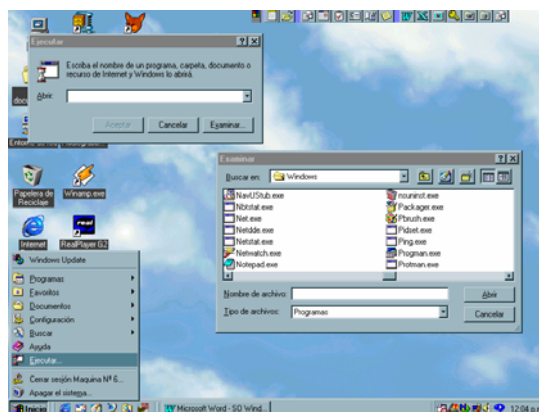 Ejecutar
Escriba el nombre de un programa, carpeta, documento o
recurso de Internet y Windows lo abrirá.
Abrir:
Aceptar
Cancelar
Examinar...
Papelera de
Reciclaje
Winamp.exe
Internet
RealPlayer G2
Examinar
Buscar en:
Windows
NavUStub.exe
Nbtstat.exe
Net.exe
Netdde.exe
Netstat.exe
Netwatch.exe
Notepad.exe
nsuninst.exe
Packager.exe
Pbrush.exe
Pidset.exe
Ping.exe
Progman.exe
Protman.exe
Nombre de archivo:
Abrir
Tipo de archivos:
Programas
Cancelar
Windows Update
Programas
Favoritos
Documentos
Configuración
Buscar
Ayuda
Ejecutar...
Cerrar sesión Maquina Nº 6...
Apagar el sistema...
Inicio
Microsoft Word - SO Wind...
12:04